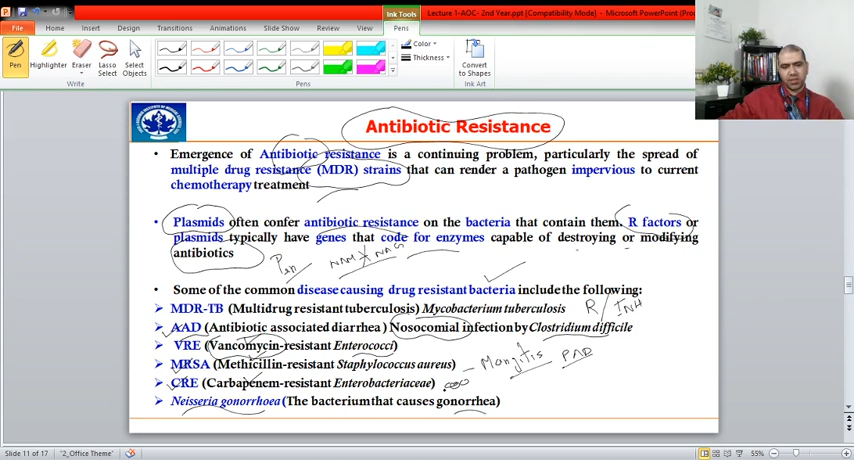 Ink Tools
Lecture 1-AOC- 2nd Year.ppt [Compatibility Mode] - Microsoft PowerPoint (Pro
File Home Insert Design Transitions Animations Slide Show Review View Pens
Pen Highlighter Eraser Lasso Select Select Objects
Color
Thickness
Convert to Shapes
Write
Pens
Ink Art
Antibiotic Resistance
• Emergence of Antibiotic resistance is a continuing problem, particularly the spread of
multiple drug resistance (MDR) strains that can render a pathogen impervious to current
chemotherapy treatment
• Plasmids often confer antibiotic resistance on the bacteria that contain them. R factors or
plasmids typically have genes that code for enzymes capable of destroying or modifying
antibiotics
Pen NAM NAG
• Some of the common disease causing drug resistant bacteria include the following:
➢ MDR-TB (Multidrug resistant tuberculosis) Mycobacterium tuberculosis R / INH
➢ AAD (Antibiotic associated diarrhea) Nosocomial infection by Clostridium difficile
➢ VRE (Vancomycin-resistant Enterococci)
➢ MRSA (Methicillin-resistant Staphylococcus aureus)
➢ CRE (Carbapenem-resistant Enterobacteriaceae)
➢ Neisseria gonorrhoea (The bacterium that causes gonorrhea)
Slide 11 of 17 "2_Office Theme" 55%